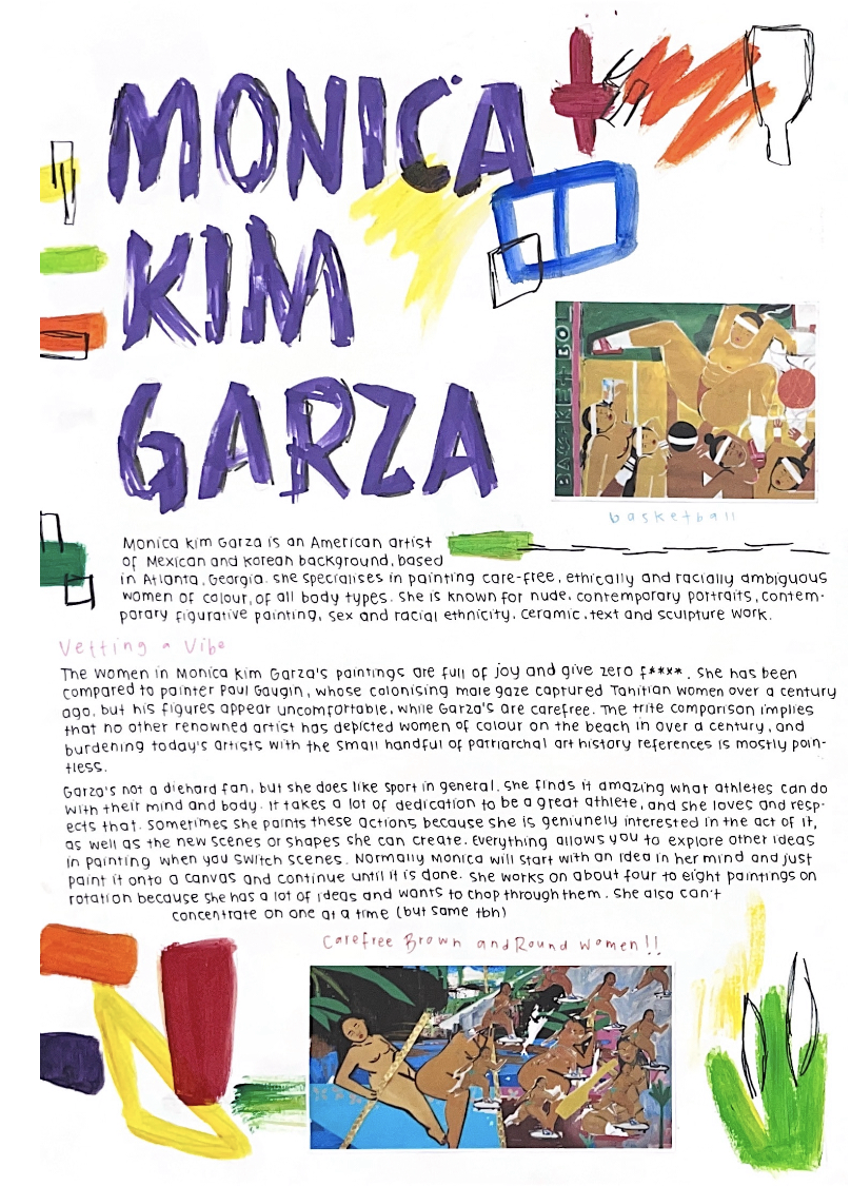 MONICA
KIM
GARZA
BASKETBOL
basketball
Monica Kim Garza is an American artist
of Mexican and Korean background, based
in Atlanta, Georgia. She specialises in painting care-free, ethically and racially ambiguous
women of colour, of all body types. She is known for nude, contemporary portraits, contem-
porary figurative painting, sex and racial ethnicity, ceramic, text and sculpture work.
Vetting a Vibe
The women in Monica Kim Garza's paintings are full of joy and give zero f****. She has been
compared to painter Paul Gaugin, whose colonising male gaze captured Tahitian women over a century
ago, but his figures appear uncomfortable, while Garza's are carefree. The trite comparison implies
that no other renowned artist has depicted women of colour on the beach in over a century, and
burdening today's artists with the small handful of patriarchal art history references is mostly poin-
tless.
Garza's not a diehard fan, but she does like sport in general. She finds it amazing what athletes can do
with their mind and body. It takes a lot of dedication to be a great athlete, and she loves and resp-
ects that. Sometimes she paints these actions because she is geniunely interested in the act of it,
as well as the new scenes or shapes she can create. Everything allows you to explore other ideas
in painting when you switch scenes. Normally Monica will start with an idea in her mind and just
paint it onto a canvas and continue until it is done. She works on about four to eight paintings on
rotation because she has a lot of ideas and wants to chop through them. She also can't
concentrate on one at a time (but same tbh)
Carefree Brown and Round women!!